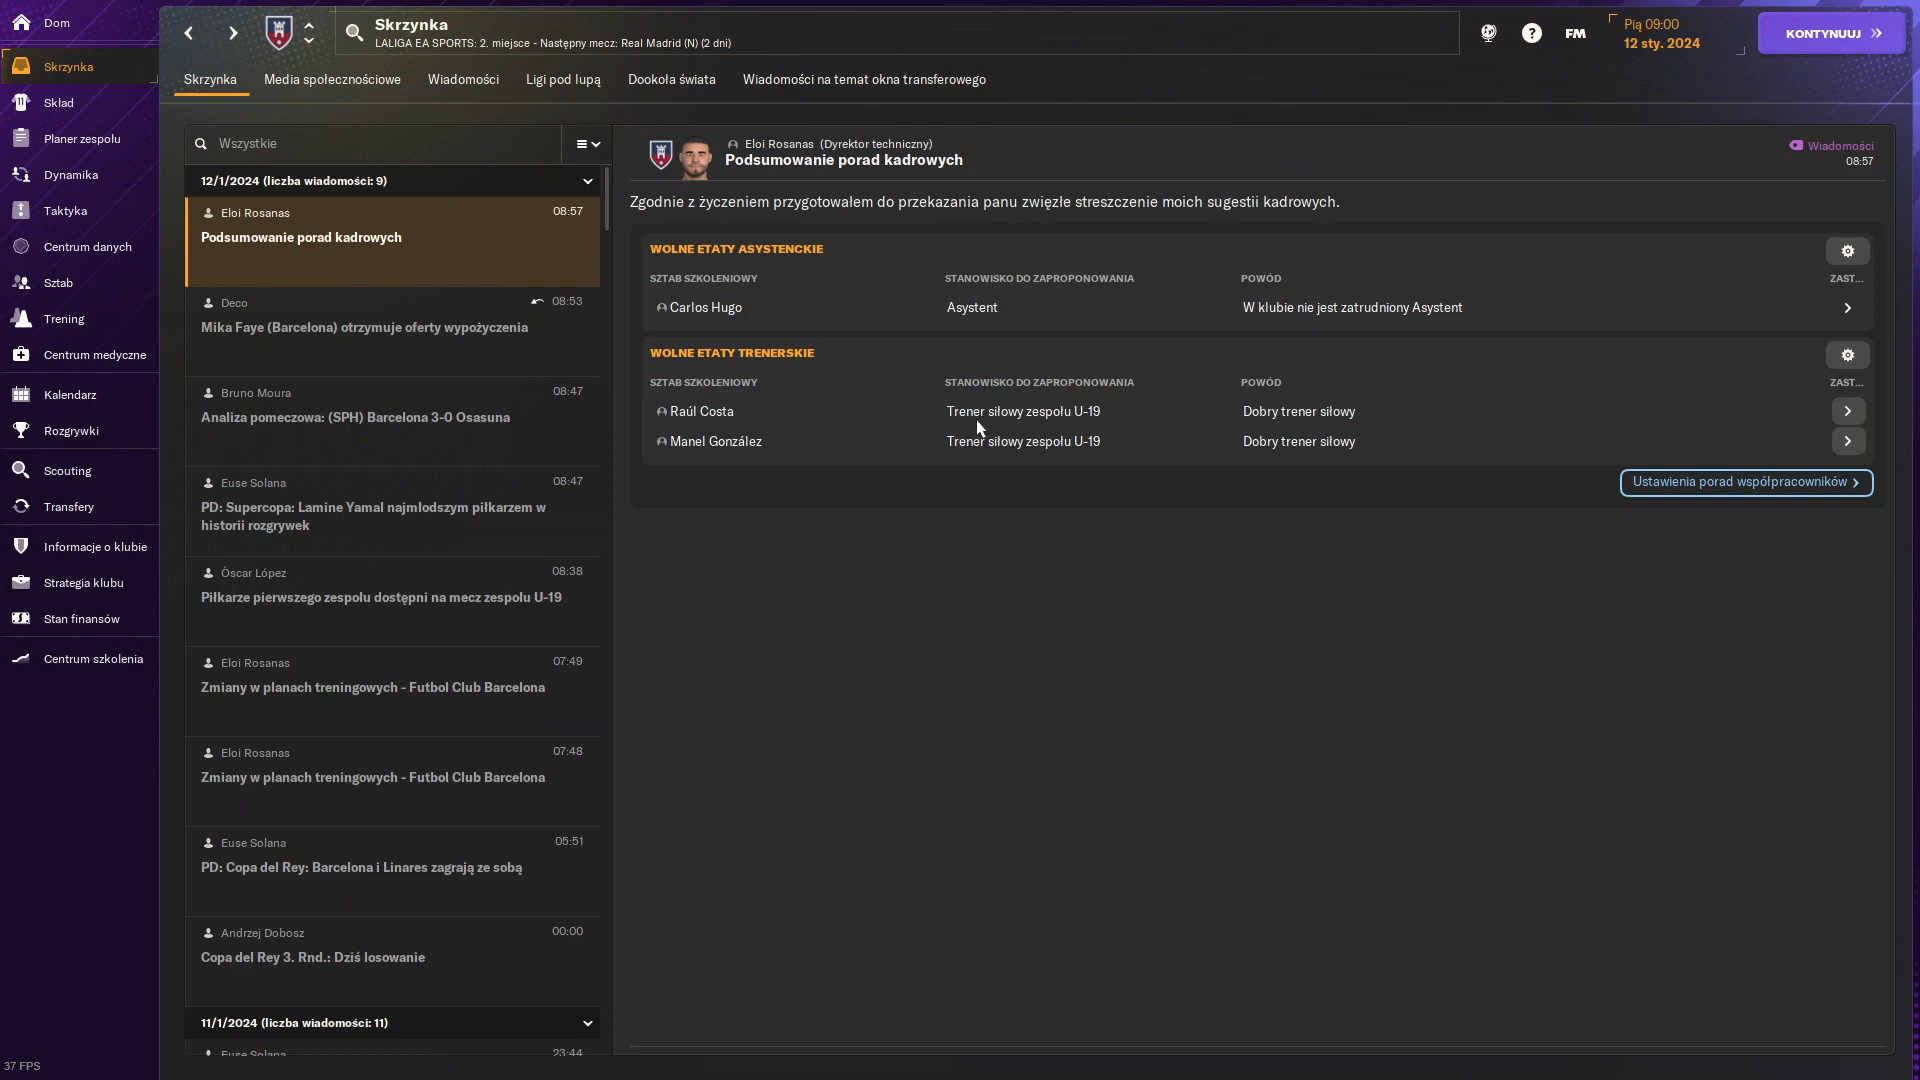 Dom
Skrzynka
Skład
Planer zespołu
Dynamika
Taktyka
Centrum danych
Sztab
Trening
Centrum medyczne
Kalendarz
Rozgrywki
Scouting
Transfery
Informacje o klubie
Strategia klubu
Stan finansów
Centrum szkolenia
37 FPS
Skrzynka
LALIGA EA SPORTS: 2. miejsce - Następny mecz: Real Madrid (N) (2 dni)
FM
Pią 09:00
12 sty. 2024
KONTYNUUJ
Skrzynka Media społecznościowe Wiadomości Ligi pod lupą Dookoła świata Wiadomości na temat okna transferowego
Wszystkie
12/1/2024 (liczba wiadomości: 9)
Eloi Rosanas 08:57
Podsumowanie porad kadrowych
Deco 08:53
Mika Faye (Barcelona) otrzymuje oferty wypożyczenia
Bruno Moura 08:47
Analiza pomeczowa: (SPH) Barcelona 3-0 Osasuna
Euse Solana 08:47
PD: Supercopa: Lamine Yamal najmłodszym piłkarzem w
historii rozgrywek
Òscar López 08:38
Piłkarze pierwszego zespołu dostępni na mecz zespołu U-19
Eloi Rosanas 07:49
Zmiany w planach treningowych - Futbol Club Barcelona
Eloi Rosanas 07:48
Zmiany w planach treningowych - Futbol Club Barcelona
Euse Solana 05:51
PD: Copa del Rey: Barcelona i Linares zagrają ze sobą
Andrzej Dobosz 00:00
Copa del Rey 3. Rnd.: Dziś losowanie
11/1/2024 (liczba wiadomości: 11)
Euse Solana 23:44
Eloi Rosanas (Dyrektor techniczny)
Podsumowanie porad kadrowych
Wiadomości
08:57
Zgodnie z życzeniem przygotowałem do przekazania panu zwięzłe streszczenie moich sugestii kadrowych.
WOLNE ETATY ASYSTENCKIE
SZTAB SZKOLENIOWY STANOWISKO DO ZAPROPONOWANIA POWÓD ZAST...
Carlos Hugo Asystent W klubie nie jest zatrudniony Asystent
WOLNE ETATY TRENERSKIE
SZTAB SZKOLENIOWY STANOWISKO DO ZAPROPONOWANIA POWÓD ZAST...
Raúl Costa Trener siłowy zespołu U-19 Dobry trener siłowy
Manel González Trener siłowy zespołu U-19 Dobry trener siłowy
Ustawienia porad współpracowników